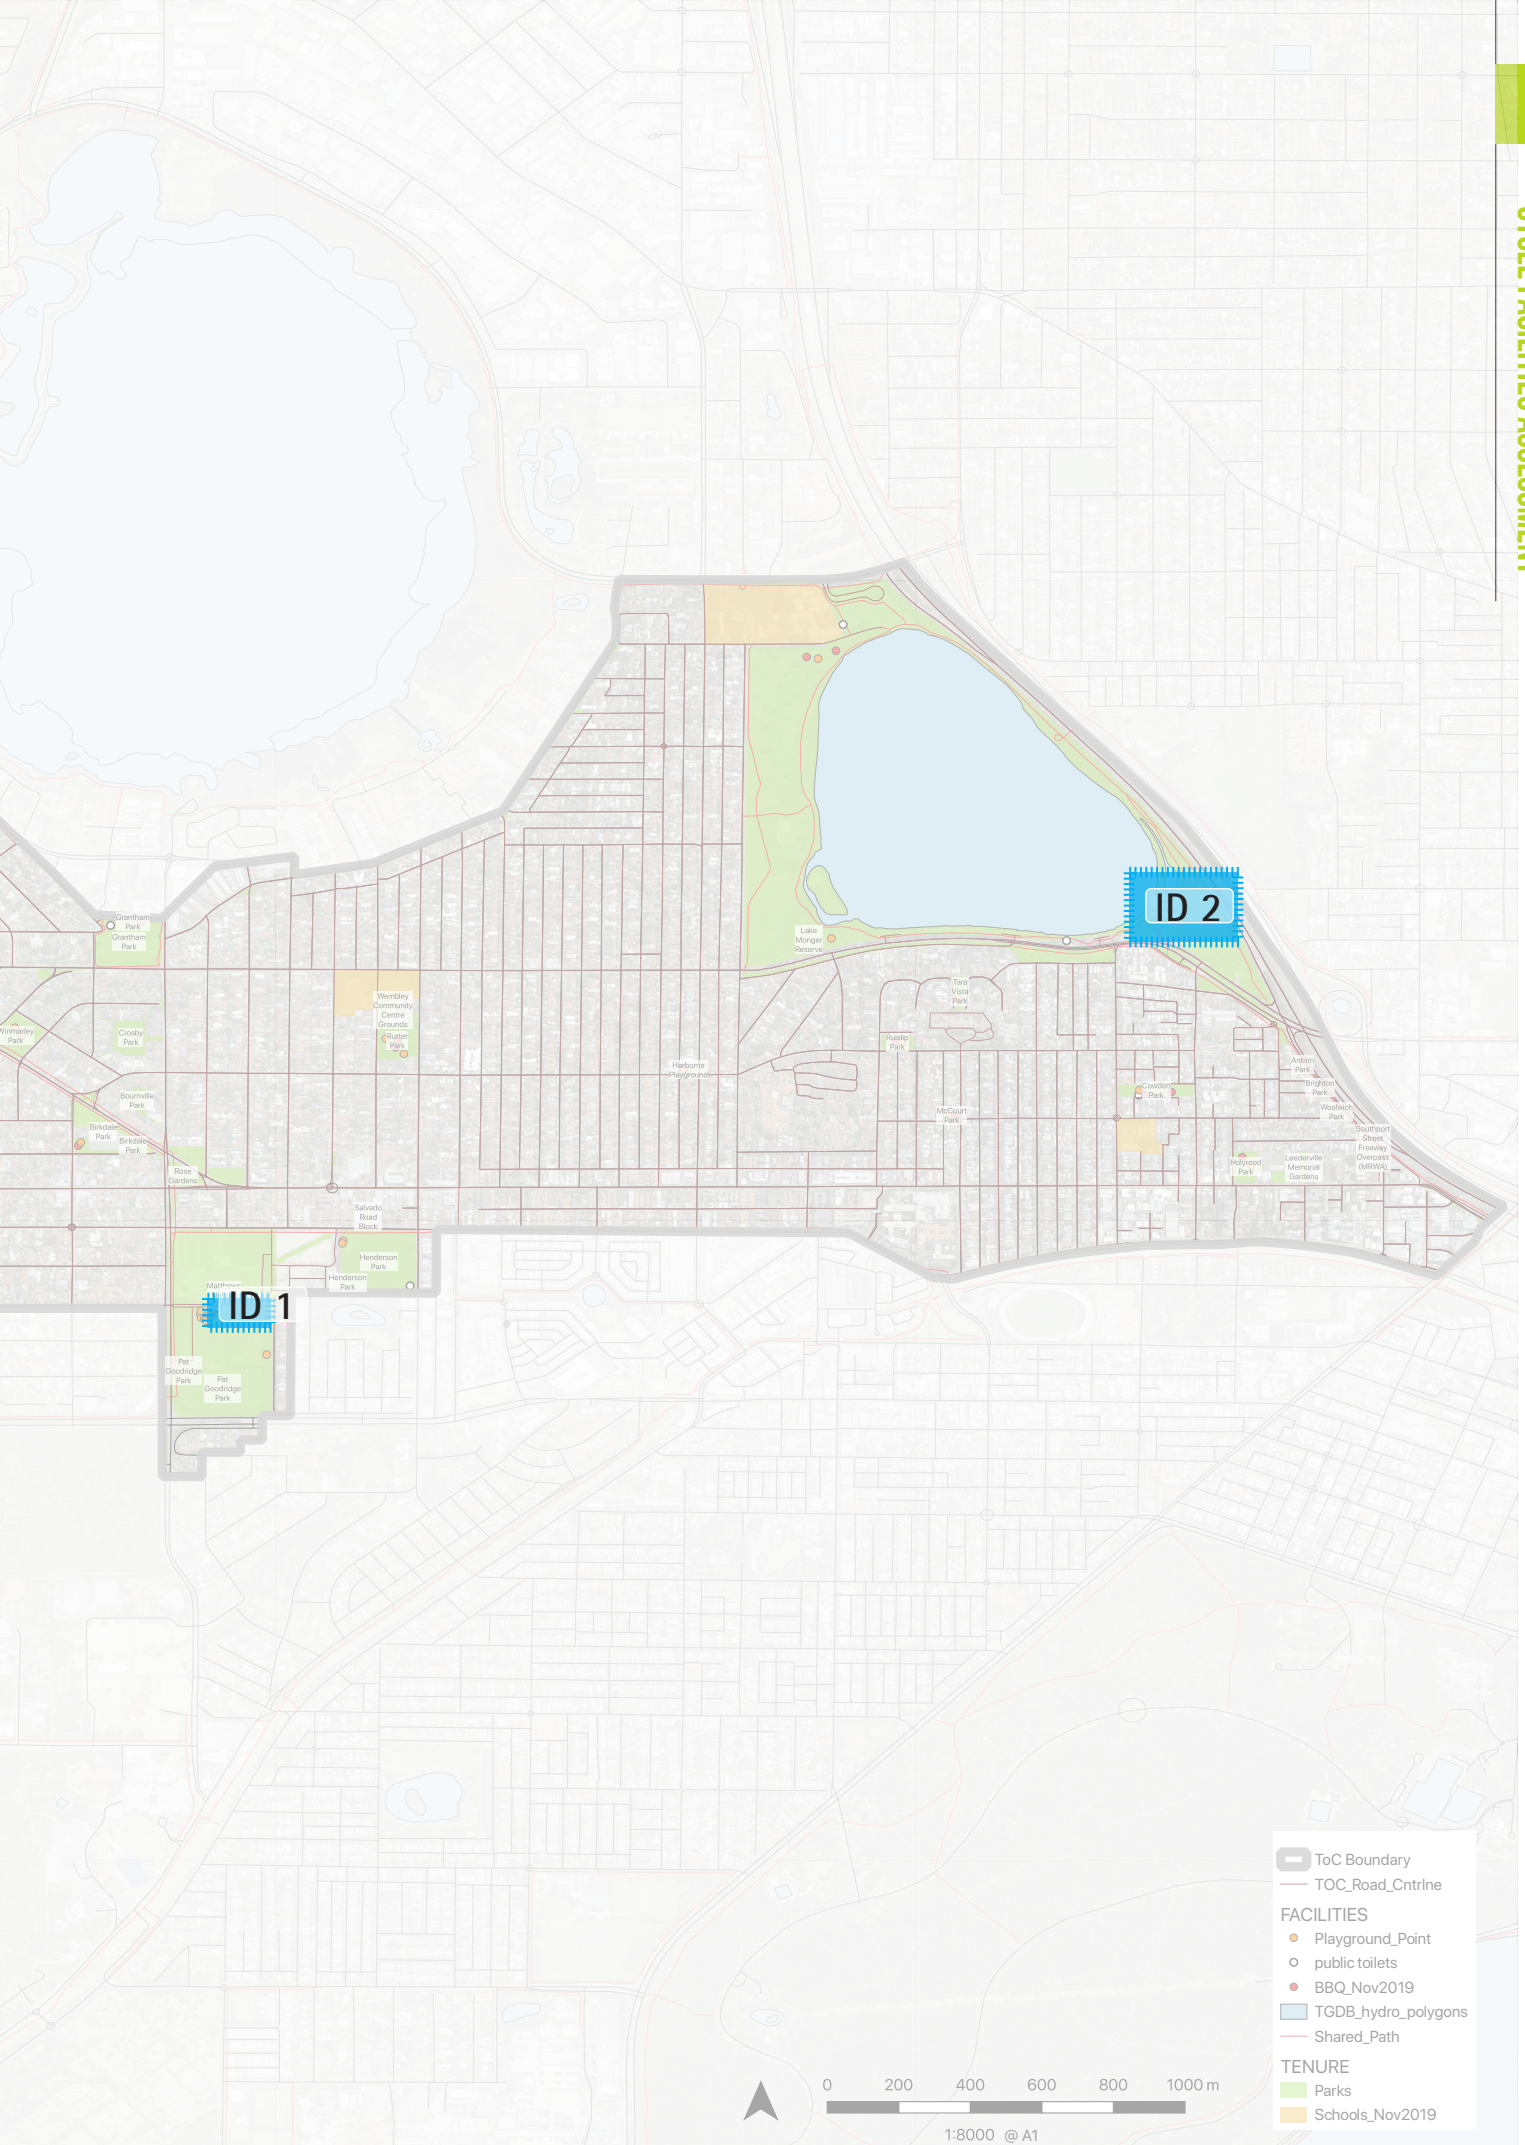 Grantham
Park
Grantham
Park
Lake
Monger
Reserve
ID 2
Wembley
Community
Centre
Grounds
Rutter
Park
Tara
Vista
Park
Winmarley
Park
Crosby
Park
Ruislip
Park
Harborne
Playground
Antrim
Park
Brighton
Park
Cowden
Park
Bournville
Park
McCourt
Park
Woolwich
Park
Birkdale
Park
Birkdale
Park
Southport
Street
Freeway
Overpass
(MRWA)
Rose
Gardens
Holyrood
Park
Leederville
Memorial
Gardens
Salvado
Road
Block
Henderson
Park
Henderson
Park
Matthews
ID 1
Pat
Goodridge
Park
Pat
Goodridge
Park
ToC Boundary
TOC_Road_Cntrlne
FACILITIES
Playground_Point
public toilets
BBQ_Nov2019
TGDB_hydro_polygons
Shared_Path
TENURE
Parks
Schools_Nov2019
0 200 400 600 800 1000 m
1:8000 @ A1